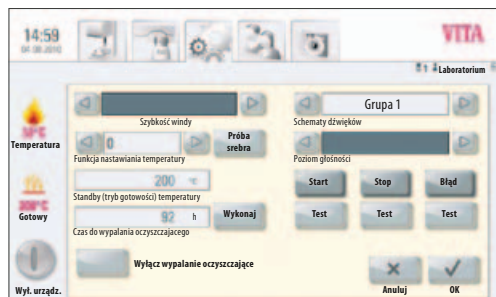 14:59
04.08.2010
VITA
1 Laboratorium
Temperatura
Gotowy
Wył. urządz.
Szybkość windy
0
Próba srebra
Funkcja nastawiania temperatury
200 °C
Standby (tryb gotowości) temperatury
92 h
Wykonaj
Czas do wypalania oczyszczajacego
Wyłącz wypalanie oczyszczające
Grupa 1
Schematy dźwięków
Poziom głośności
Start Stop Błąd
Test Test Test
Anuluj OK